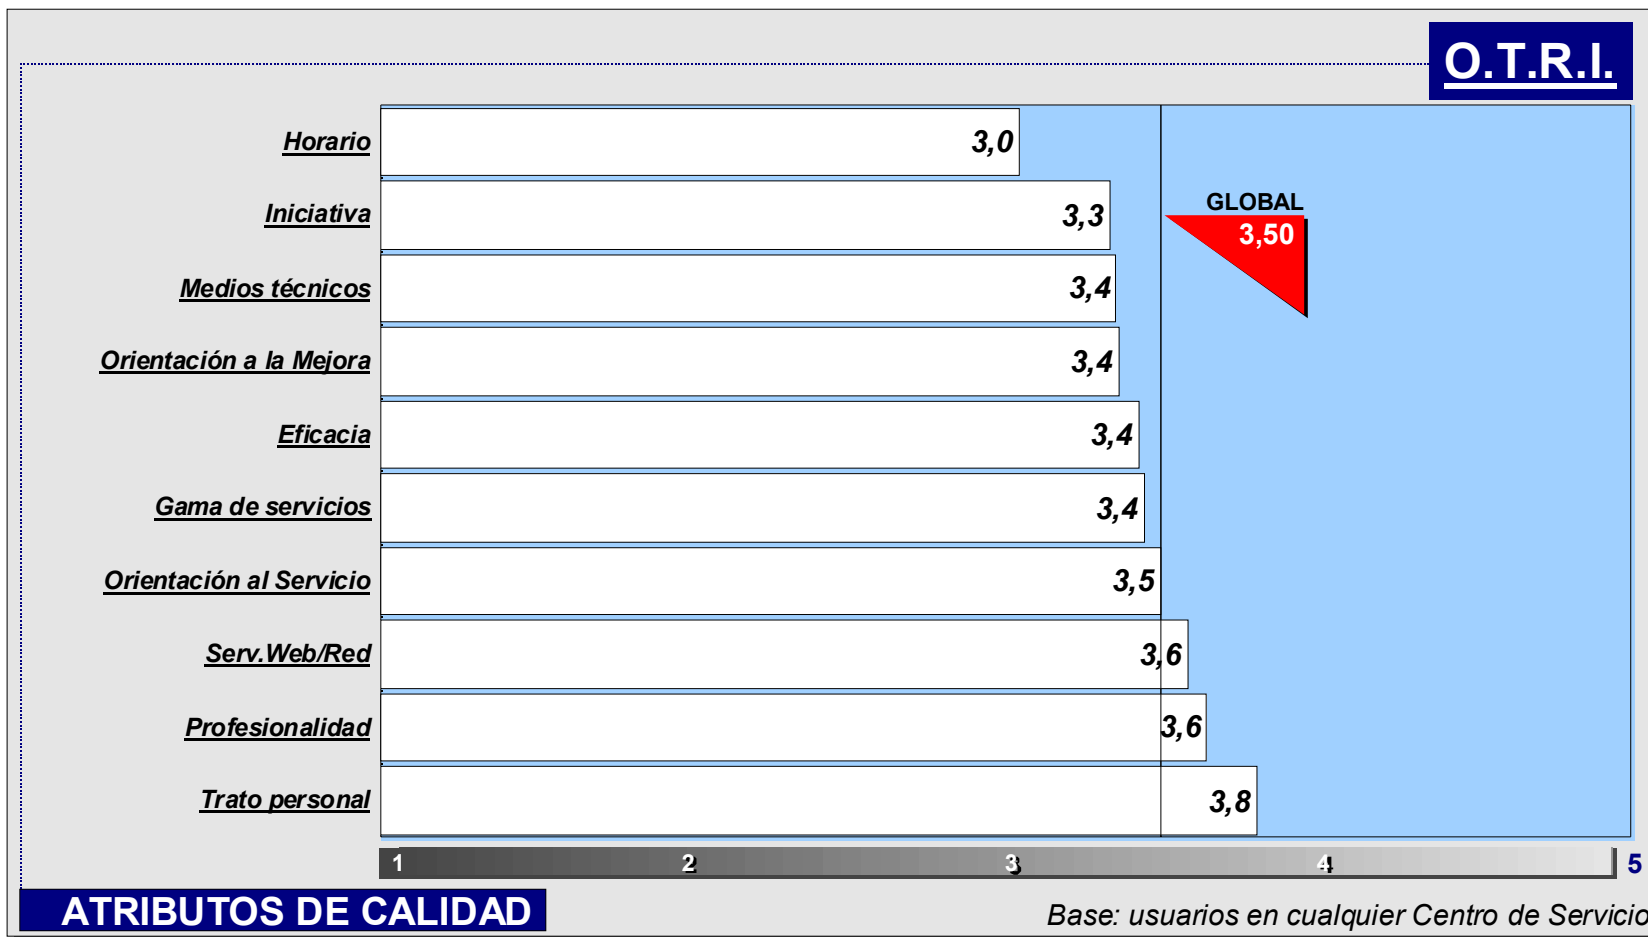 O.T.R.I.
Horario 3,0
Iniciativa 3,3
GLOBAL
3,50
Medios técnicos 3,4
Orientación a la Mejora 3,4
Eficacia 3,4
Gama de servicios 3,4
Orientación al Servicio 3,5
Serv.Web/Red 3,6
Profesionalidad 3,6
Trato personal 3,8
1 2 3 4 5
ATRIBUTOS DE CALIDAD
Base: usuarios en cualquier Centro de Servicio